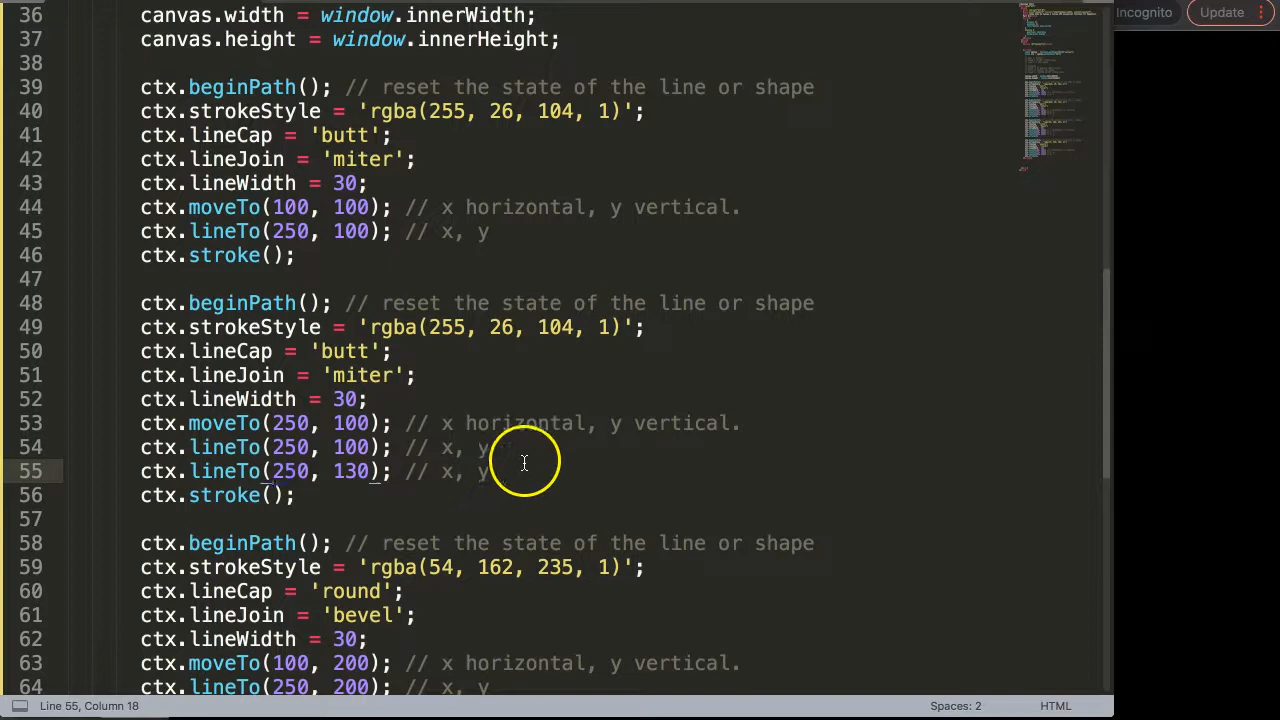 Incognito
Update
36 canvas.width = window.innerWidth;
37 canvas.height = window.innerHeight;
38
39 ctx.beginPath(); // reset the state of the line or shape
40 ctx.strokeStyle = 'rgba(255, 26, 104, 1)';
41 ctx.lineCap = 'butt';
42 ctx.lineJoin = 'miter';
43 ctx.lineWidth = 30;
44 ctx.moveTo(100, 100); // x horizontal, y vertical.
45 ctx.lineTo(250, 100); // x, y
46 ctx.stroke();
47
48 ctx.beginPath(); // reset the state of the line or shape
49 ctx.strokeStyle = 'rgba(255, 26, 104, 1)';
50 ctx.lineCap = 'butt';
51 ctx.lineJoin = 'miter';
52 ctx.lineWidth = 30;
53 ctx.moveTo(250, 100); // x horizontal, y vertical.
54 ctx.lineTo(250, 100); // x, y
55 ctx.lineTo(250, 130); // x, y
56 ctx.stroke();
57
58 ctx.beginPath(); // reset the state of the line or shape
59 ctx.strokeStyle = 'rgba(54, 162, 235, 1)';
60 ctx.lineCap = 'round';
61 ctx.lineJoin = 'bevel';
62 ctx.lineWidth = 30;
63 ctx.moveTo(100, 200); // x horizontal, y vertical.
64 ctx.lineTo(250, 200); // x, y
Line 55, Column 18
Spaces: 2
HTML